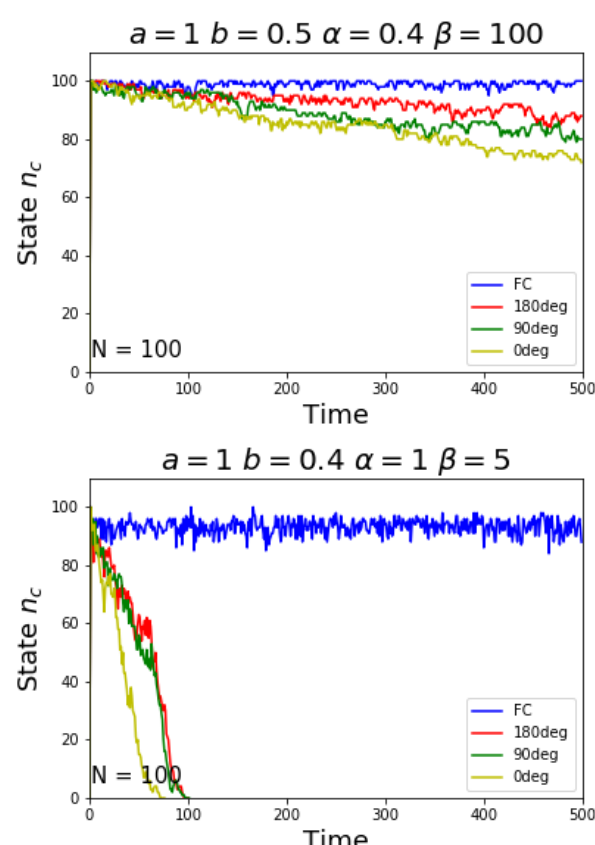 a = 1 b = 0.5 α = 0.4 β = 100
100
80
60
40
20
0
State n_c
N = 100
FC
180deg
90deg
0deg
0 100 200 300 400 500
Time
a = 1 b = 0.4 α = 1 β = 5
100
80
60
40
20
0
State n_c
N = 100
FC
180deg
90deg
0deg
0 100 200 300 400 500
Time